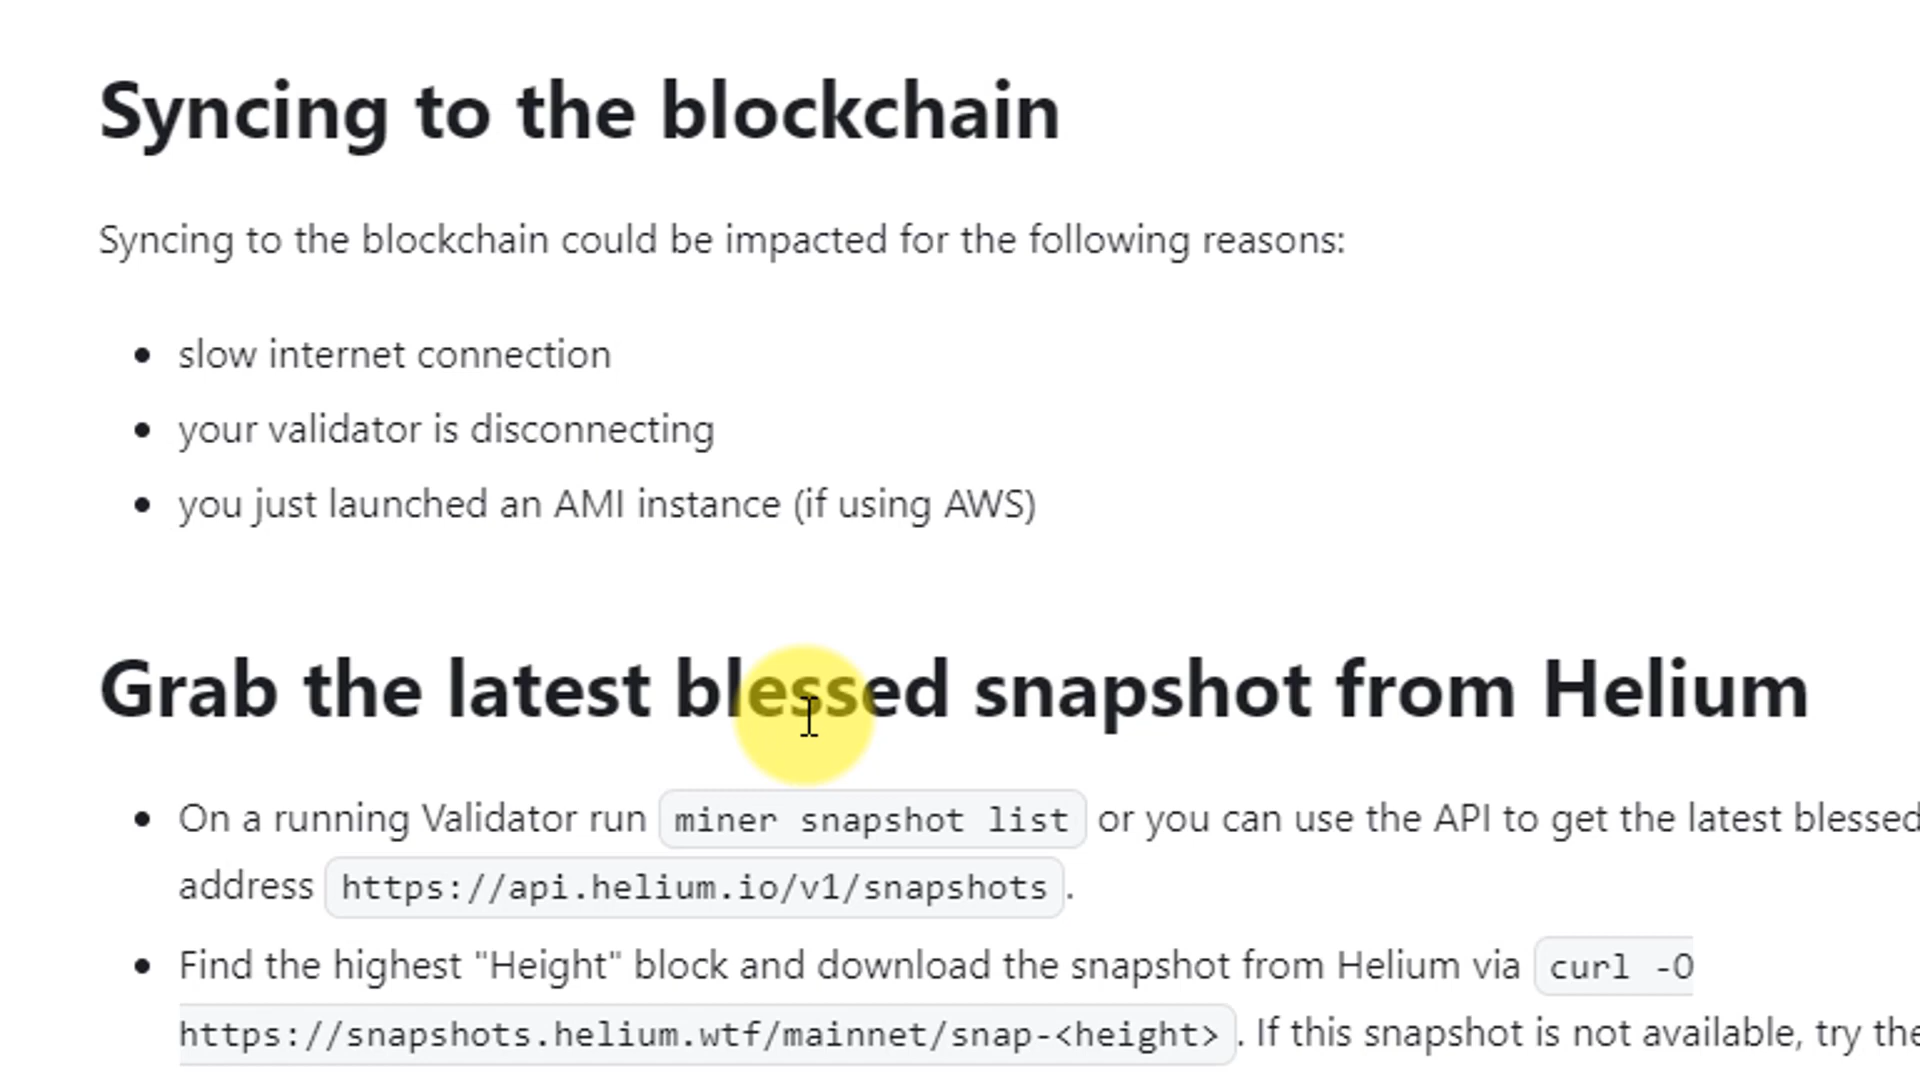 Syncing to the blockchain
Syncing to the blockchain could be impacted for the following reasons:
• slow internet connection
• your validator is disconnecting
• you just launched an AMI instance (if using AWS)
Grab the latest blessed snapshot from Helium
• On a running Validator run miner snapshot list or you can use the API to get the latest blessed
address https://api.helium.io/v1/snapshots.
• Find the highest "Height" block and download the snapshot from Helium via curl -O
https://snapshots.helium.wtf/mainnet/snap-<height>. If this snapshot is not available, try the